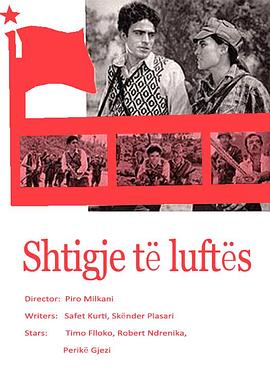 Shtigje të luftës
Director: Piro Milkani
Writers: Safet Kurti, Skënder Plasari
Stars: Timo Flloko, Robert Ndrenika,
Perikë Gjezi